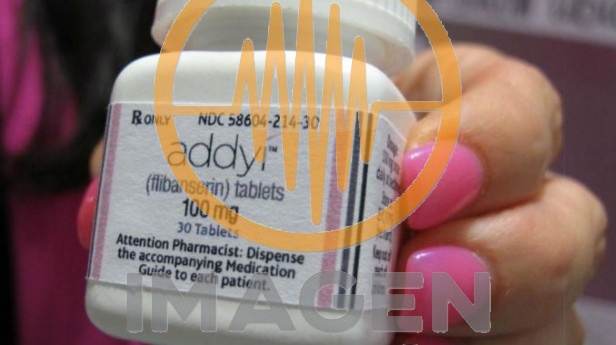 ℞ ONLY NDC 58604-214-30
addyi™
(flibanserin) tablets
100 mg
30 Tablets
Attention Pharmacist: Dispense
the accompanying Medication
Guide to each patient.
IMAGEN